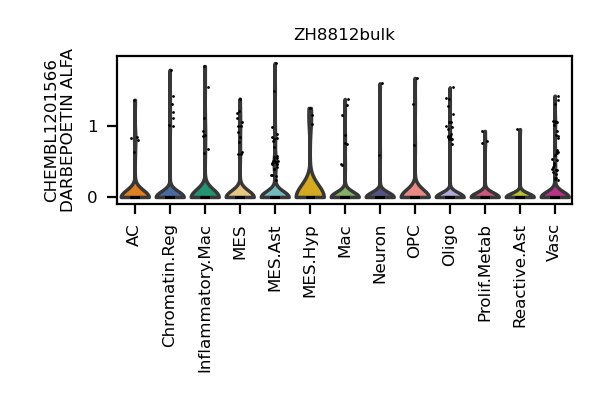 ZH8812bulk
CHEMBL1201566
DARBEPOETIN ALFA
1
0
AC
Chromatin.Reg
Inflammatory.Mac
MES
MES.Ast
MES.Hyp
Mac
Neuron
OPC
Oligo
Prolif.Metab
Reactive.Ast
Vasc